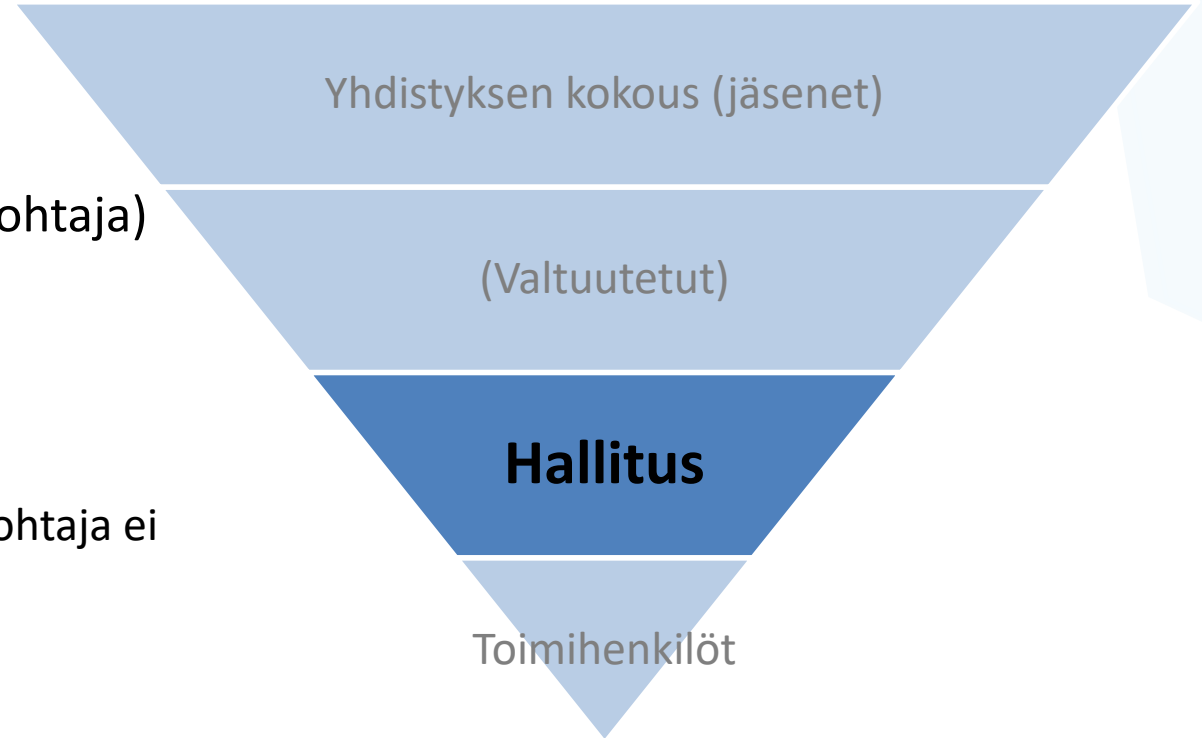 Yhdistyksen kokous (jäsenet)
ohtaja)
(Valtuutetut)
Hallitus
ohtaja ei
Toimihenkilöt